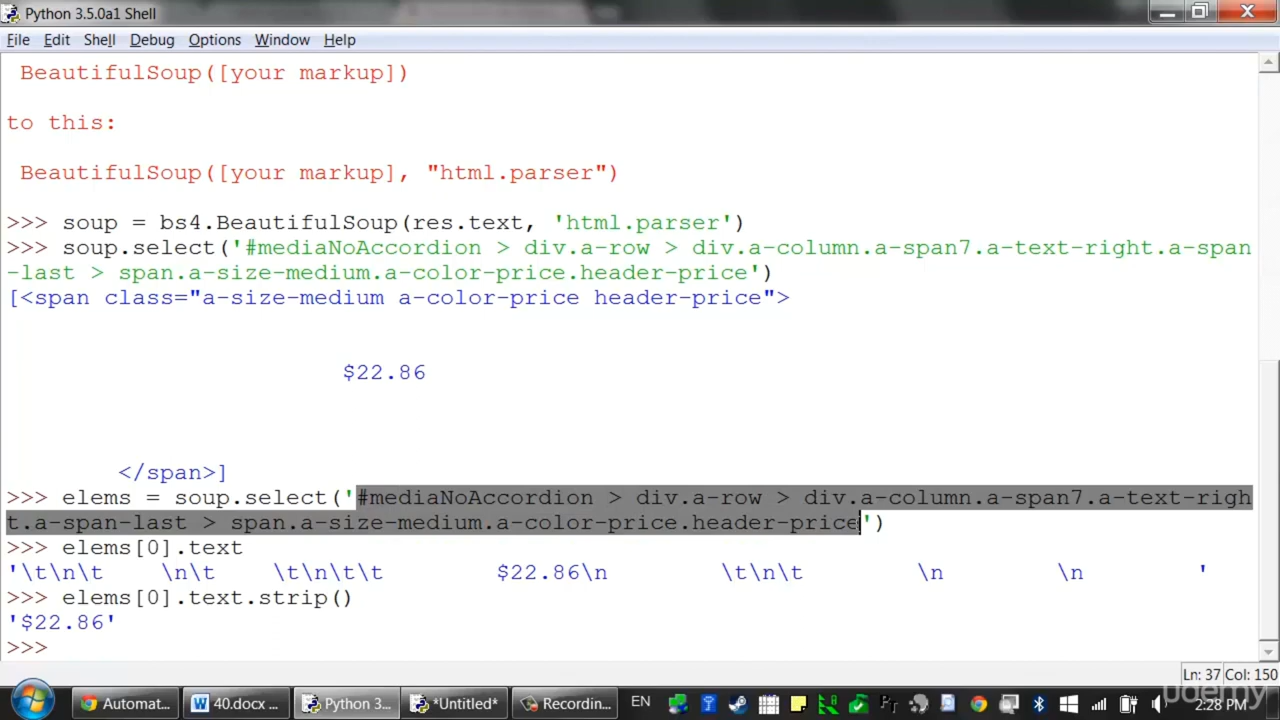 Python 3.5.0a1 Shell
File Edit Shell Debug Options Window Help
BeautifulSoup([your markup])
to this:
BeautifulSoup([your markup], "html.parser")
>>> soup = bs4.BeautifulSoup(res.text, 'html.parser')
>>> soup.select('#mediaNoAccordion > div.a-row > div.a-column.a-span7.a-text-right.a-span
-last > span.a-size-medium.a-color-price.header-price')
[<span class="a-size-medium a-color-price header-price">
$22.86
</span>]
>>> elems = soup.select('#mediaNoAccordion > div.a-row > div.a-column.a-span7.a-text-righ
t.a-span-last > span.a-size-medium.a-color-price.header-price')
>>> elems[0].text
'\t\n\t \n\t \t\n\t\t $22.86\n \t\n\t \n \n '
>>> elems[0].text.strip()
'$22.86'
>>>
Ln: 37 Col: 150
Automat... 40.docx ... Python 3... *Untitled* Recordin... EN 2:28 PM
udemy